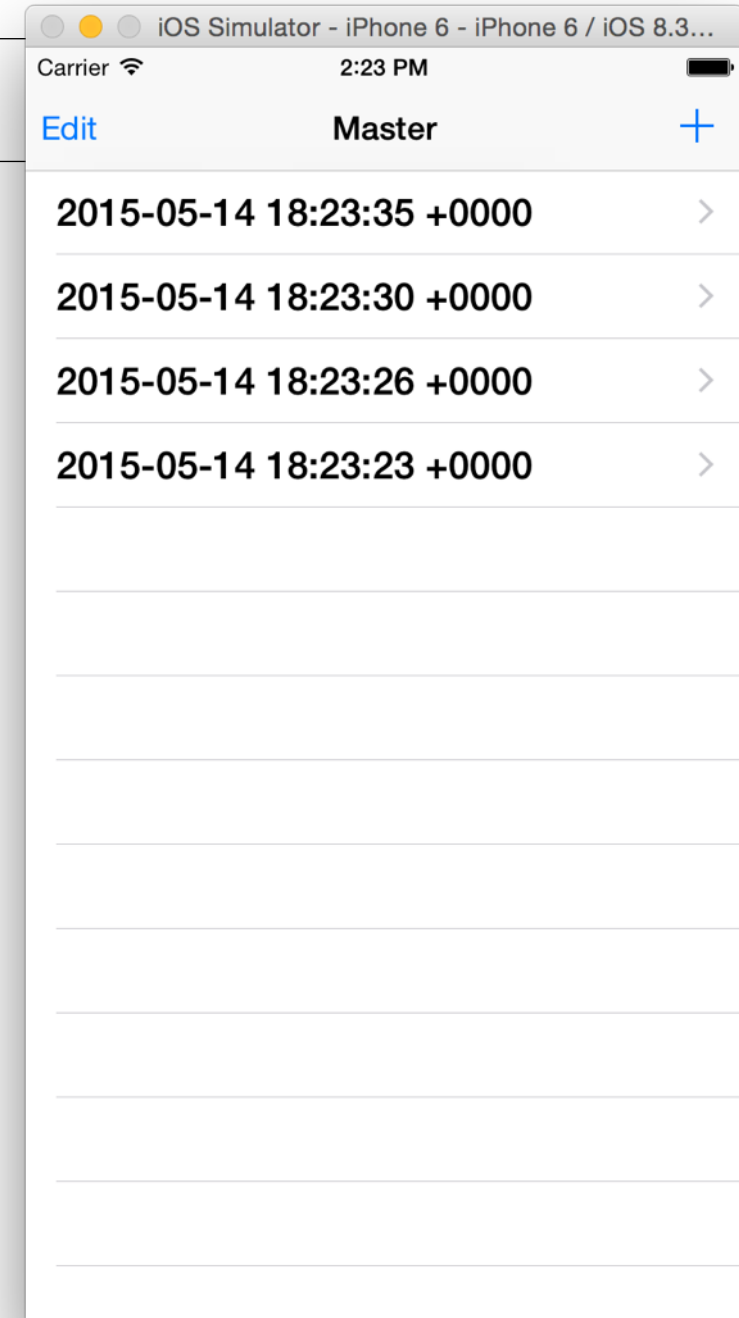 iOS Simulator - iPhone 6 - iPhone 6 / iOS 8.3...
Carrier 2:23 PM
Edit Master +
2015-05-14 18:23:35 +0000
2015-05-14 18:23:30 +0000
2015-05-14 18:23:26 +0000
2015-05-14 18:23:23 +0000